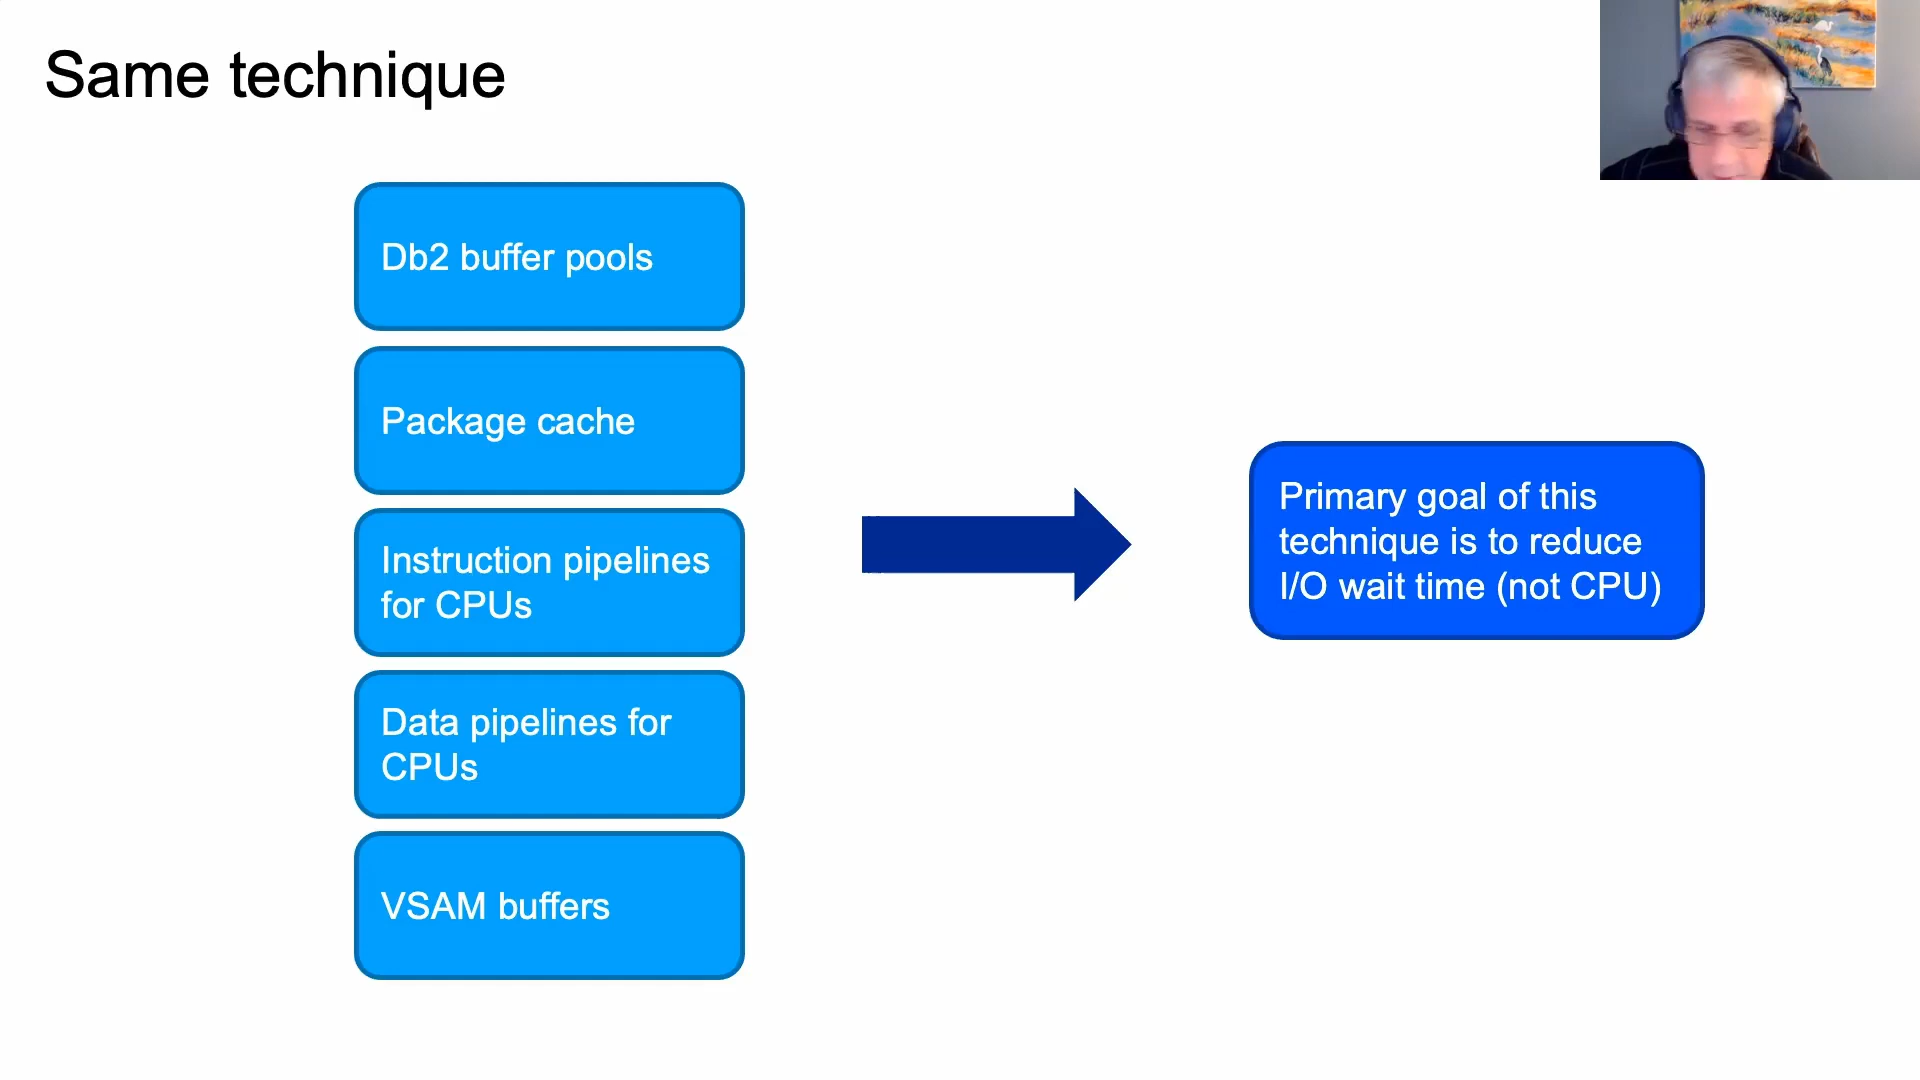 Same technique
Db2 buffer pools
Package cache
Instruction pipelines
for CPUs
Data pipelines for
CPUs
VSAM buffers
Primary goal of this
technique is to reduce
I/O wait time (not CPU)